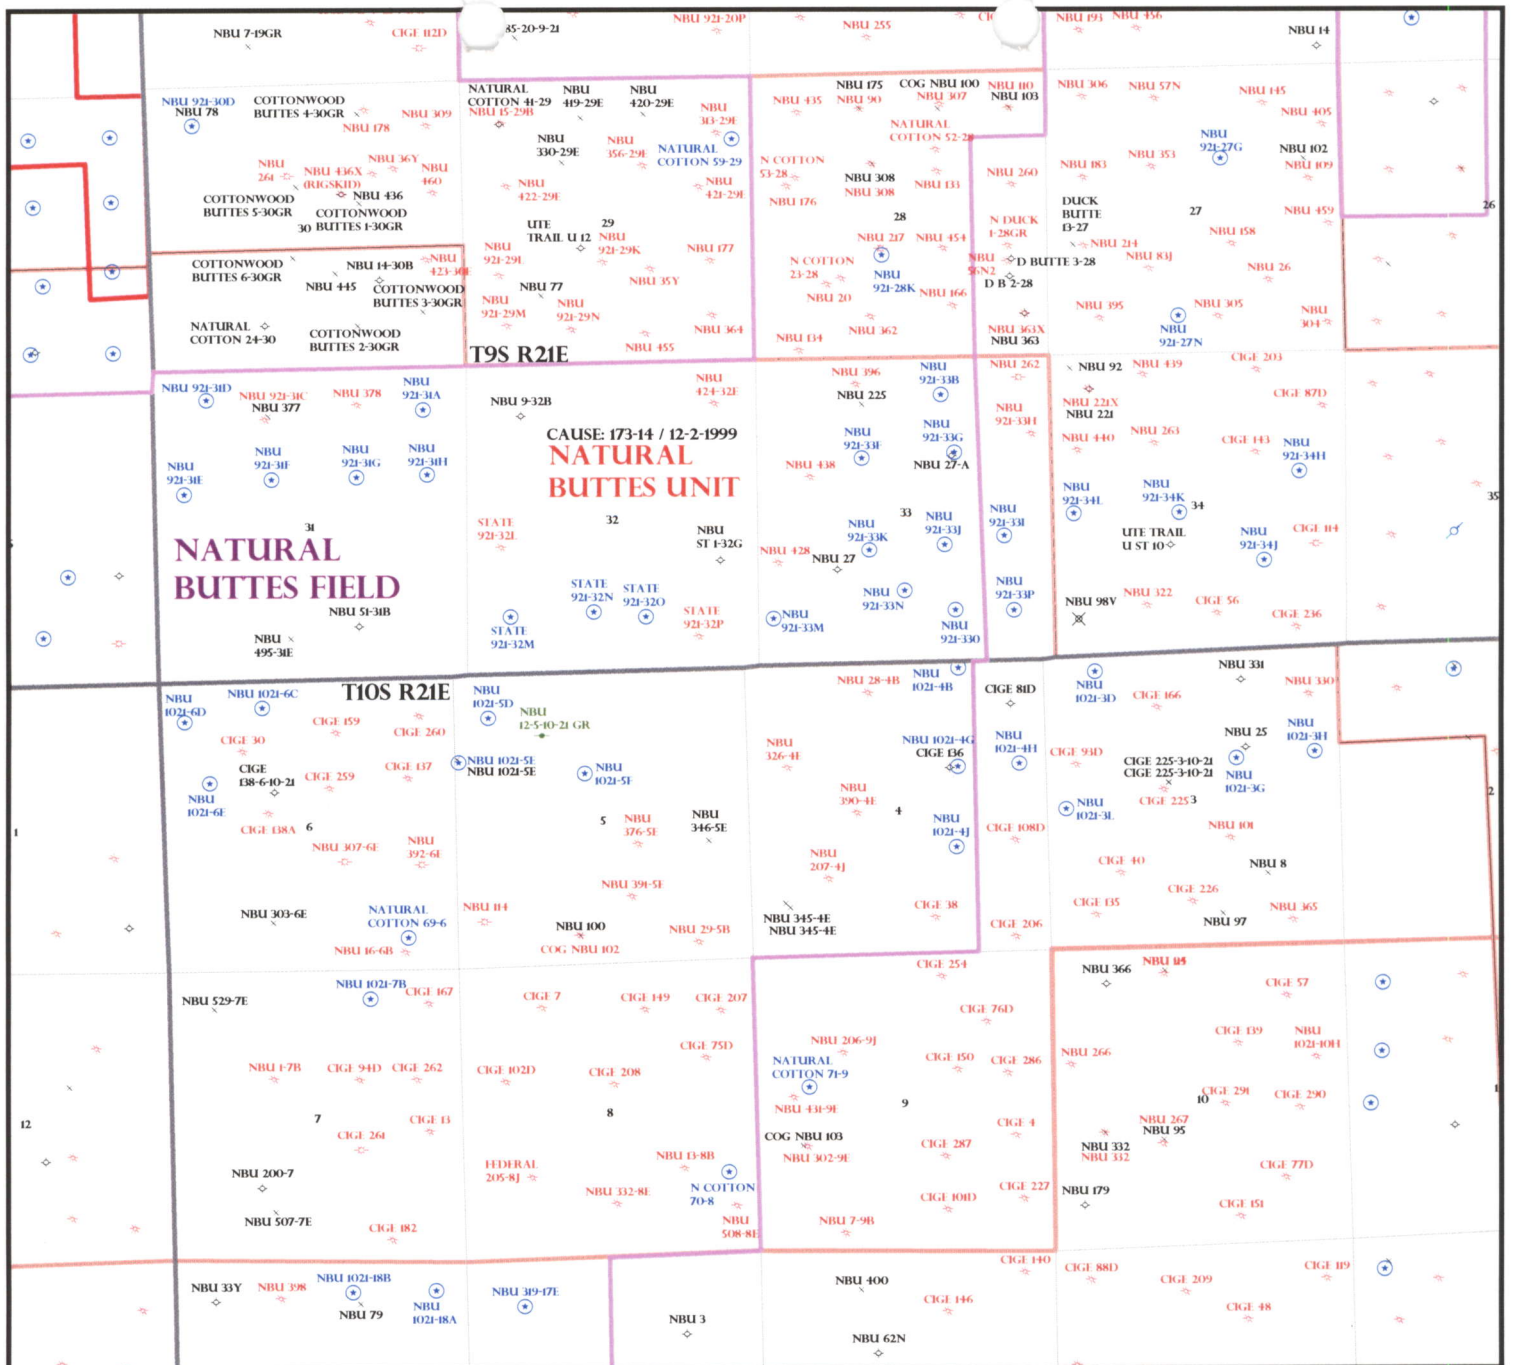 NBU 7-19GR
CIGE 112D
85-20-9-21
NBU 921-20P
NBU 255
NBU 193
NBU 456
NBU 14
NBU 921-30D
NBU 78
COTTONWOOD
BUTTES 4-30GR
NBU 178
NBU 309
NBU
261
NBU 436X
(RIGSKID)
NBU 36Y
NBU
460
NBU 436
COTTONWOOD
BUTTES 5-30GR
COTTONWOOD
BUTTES 1-30GR
30
COTTONWOOD
BUTTES 6-30GR
NBU 14-30B
NBU 445
COTTONWOOD
BUTTES 3-30GR
NBU
423-30E
NATURAL
COTTON 24-30
COTTONWOOD
BUTTES 2-30GR
NATURAL
COTTON 41-29
NBU 15-29B
NBU
419-29E
NBU
420-29E
NBU
313-29E
NBU
330-29E
NBU
356-29E
NATURAL
COTTON 59-29
NBU
422-29E
NBU
421-29E
UTE
TRAIL U 12
29
NBU
921-29K
NBU 177
NBU
921-29L
NBU 77
NBU 35Y
NBU
921-29M
NBU
921-29N
NBU 364
NBU 455
T9S R21E
NBU 175
COG NBU 100
NBU 110
NBU 435
NBU 90
NBU 307
NBU 103
NATURAL
COTTON 52-28
N COTTON
53-28
NBU 308
NBU 308
NBU 133
NBU 260
NBU 176
28
N DUCK
1-28GR
NBU 217
NBU 454
NBU
56N2
D BUTTE 3-28
N COTTON
23-28
NBU
921-28K
D B 2-28
NBU 20
NBU 166
NBU 134
NBU 362
NBU 363X
NBU 363
NBU 306
NBU 57N
NBU 145
NBU 405
NBU
921-27G
NBU 102
NBU 183
NBU 353
NBU 109
DUCK
BUTTE
13-27
27
NBU 459
NBU 214
NBU 158
NBU 83J
NBU 26
NBU 395
NBU 305
NBU
304
NBU
921-27N
26
NBU 921-31D
NBU 921-31C
NBU 377
NBU 378
NBU
921-31A
NBU
921-31E
NBU
921-31F
NBU
921-31G
NBU
921-31H
31
NATURAL
BUTTES FIELD
NBU 51-31B
NBU
495-31E
NBU 9-32B
NBU
424-32E
CAUSE: 173-14 / 12-2-1999
NATURAL
BUTTES UNIT
STATE
921-32L
32
NBU
ST 1-32G
STATE
921-32N
STATE
921-32O
STATE
921-32M
STATE
921-32P
NBU 396
NBU 225
NBU
921-33B
NBU 262
NBU
921-33F
NBU
921-33G
NBU
921-33H
NBU 438
NBU 27-A
33
NBU
921-33K
NBU
921-33J
NBU
921-33I
NBU 428
NBU 27
NBU
921-33N
NBU
921-33M
NBU
921-33O
NBU
921-33P
NBU 92
NBU 439
CIGE 203
NBU 221X
NBU 221
CIGE 87D
NBU 440
NBU 263
CIGE 143
NBU
921-34H
NBU
921-34L
NBU
921-34K
34
UTE TRAIL
U ST 10
NBU
921-34J
CIGE 114
NBU 98V
NBU 322
CIGE 56
CIGE 236
35
T10S R21E
NBU
1021-6D
NBU 1021-6C
CIGE 159
CIGE 260
CIGE 30
CIGE
138-6-10-21
CIGE 259
CIGE 137
NBU
1021-6E
CIGE 138A
6
NBU 307-6E
NBU
392-6E
NBU 303-6E
NATURAL
COTTON 69-6
NBU 16-6B
NBU
1021-5D
NBU
12-5-10-21 GR
NBU 1021-5E
NBU 1021-5E
NBU
1021-5F
5
NBU
376-5E
NBU
346-5E
NBU 391-5E
NBU 114
NBU 100
COG NBU 102
NBU 29-5B
NBU 28-4B
NBU
1021-4B
CIGE 81D
NBU
326-4E
NBU 1021-4G
CIGE 136
NBU
1021-4H
NBU
390-4E
4
NBU
1021-4J
CIGE 108D
NBU
207-4J
NBU 345-4E
NBU 345-4E
CIGE 38
CIGE 206
NBU
1021-3D
CIGE 166
NBU 331
NBU 330
CIGE 93D
NBU 25
NBU
1021-3H
CIGE 225-3-10-21
CIGE 225-3-10-21
CIGE 225
3
NBU
1021-3G
NBU
1021-3L
NBU 101
CIGE 40
NBU 8
CIGE 226
CIGE 135
NBU 97
NBU 365
2
1
NBU 529-7E
NBU 1021-7B
CIGE 167
NBU 1-7B
CIGE 94D
CIGE 262
7
CIGE 13
CIGE 261
NBU 200-7
NBU 507-7E
CIGE 182
12
CIGE 7
CIGE 149
CIGE 207
CIGE 75D
CIGE 102D
CIGE 208
8
FEDERAL
205-8J
NBU 13-8B
N COTTON
70-8
NBU 332-8E
NBU
508-8E
CIGE 254
CIGE 76D
NBU 206-9J
NATURAL
COTTON 71-9
CIGE 150
CIGE 286
NBU 431-9E
9
CIGE 4
COG NBU 103
NBU 302-9E
CIGE 287
CIGE 101D
CIGE 227
NBU 7-9B
NBU 366
CIGE 57
CIGE 139
NBU
1021-10H
NBU 266
10
CIGE 291
CIGE 290
NBU 267
NBU 95
NBU 332
NBU 332
CIGE 77D
NBU 179
CIGE 151
NBU 33Y
NBU 398
NBU 1021-18B
NBU 79
NBU
1021-18A
NBU 319-17E
NBU 3
NBU 400
CIGE 146
CIGE 140
NBU 62N
CIGE 88D
CIGE 209
CIGE 119
CIGE 48